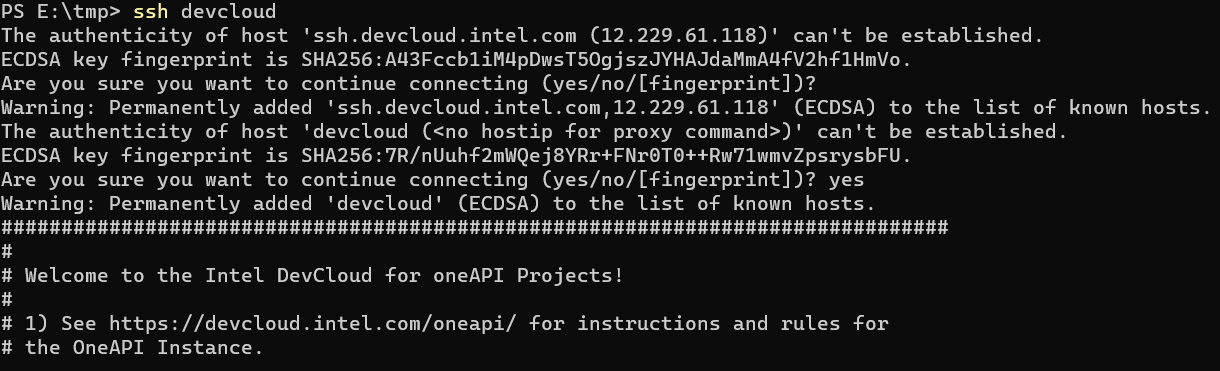 PS E:\tmp> ssh devcloud
The authenticity of host 'ssh.devcloud.intel.com (12.229.61.118)' can't be established.
ECDSA key fingerprint is SHA256:A43Fccb1iM4pDwsT5OgjszJYHAJdaMmA4fV2hf1HmVo.
Are you sure you want to continue connecting (yes/no/[fingerprint])?
Warning: Permanently added 'ssh.devcloud.intel.com,12.229.61.118' (ECDSA) to the list of known hosts.
The authenticity of host 'devcloud (<no hostip for proxy command>)' can't be established.
ECDSA key fingerprint is SHA256:7R/nUuhf2mWQej8YRr+FNr0T0++Rw71wmvZpsrysbFU.
Are you sure you want to continue connecting (yes/no/[fingerprint])? yes
Warning: Permanently added 'devcloud' (ECDSA) to the list of known hosts.
###############################################################################
#
# Welcome to the Intel DevCloud for oneAPI Projects!
#
# 1) See https://devcloud.intel.com/oneapi/ for instructions and rules for
# the OneAPI Instance.